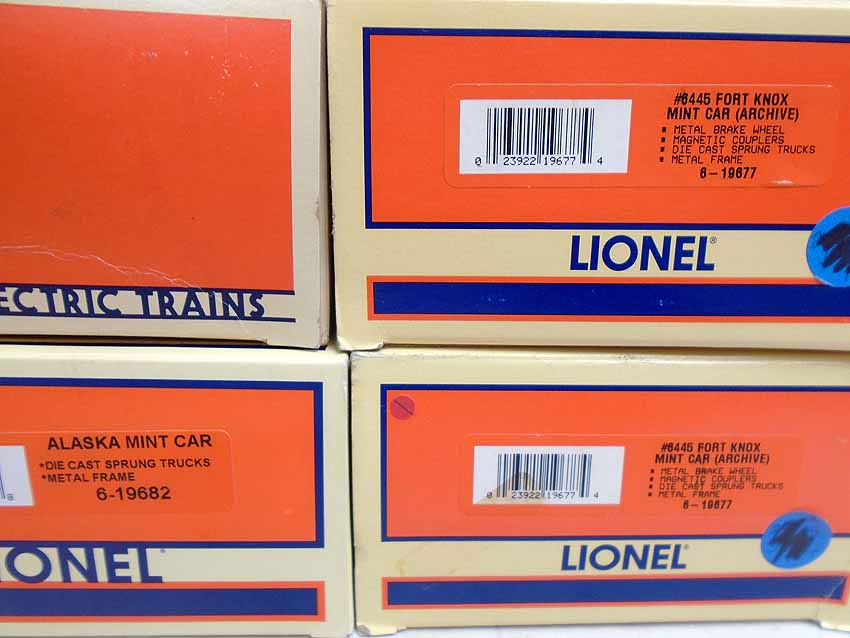 ECTRIC TRAINS
#6445 FORT KNOX
MINT CAR (ARCHIVE)
▪ METAL BRAKE WHEEL
▪ MAGNETIC COUPLERS
▪ DIE CAST SPRUNG TRUCKS
▪ METAL FRAME
6-19677
0 23922 19677 4
LIONEL®
ALASKA MINT CAR
*DIE CAST SPRUNG TRUCKS
*METAL FRAME
6-19682
8
IONEL®
#6445 FORT KNOX
MINT CAR (ARCHIVE)
▪ METAL BRAKE WHEEL
▪ MAGNETIC COUPLERS
▪ DIE CAST SPRUNG TRUCKS
▪ METAL FRAME
6-19677
0 23922 19677 4
LIONEL®